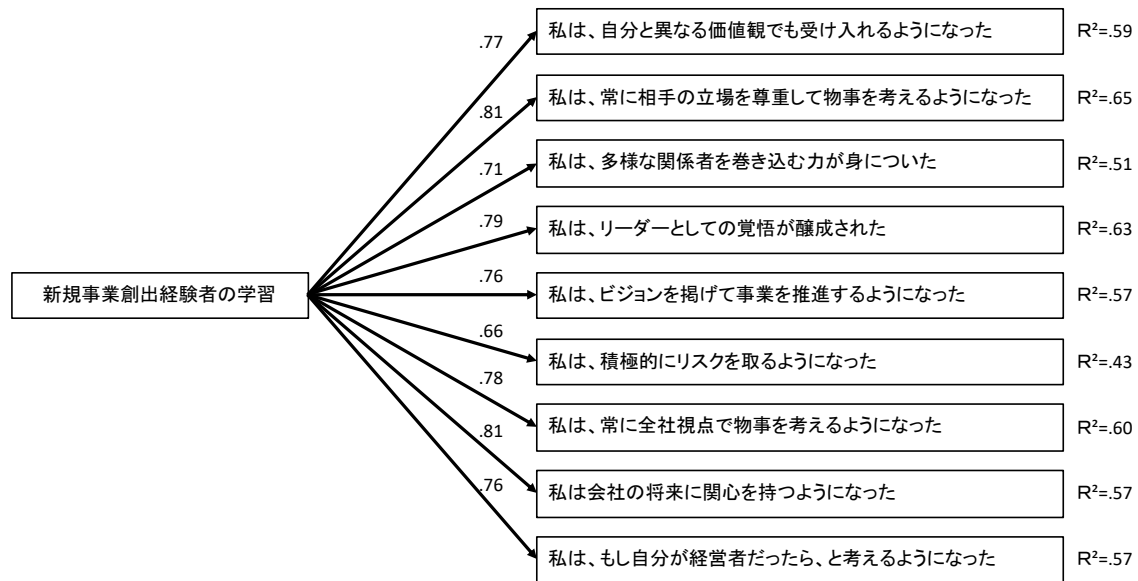 .77
私は、自分と異なる価値観でも受け入れるようになった
R²=.59
.81
私は、常に相手の立場を尊重して物事を考えるようになった
R²=.65
.71
私は、多様な関係者を巻き込む力が身についた
R²=.51
.79
私は、リーダーとしての覚悟が醸成された
R²=.63
新規事業創出経験者の学習
.76
私は、ビジョンを掲げて事業を推進するようになった
R²=.57
.66
私は、積極的にリスクを取るようになった
R²=.43
.78
私は、常に全社視点で物事を考えるようになった
R²=.60
.81
私は会社の将来に関心を持つようになった
R²=.57
.76
私は、もし自分が経営者だったら、と考えるようになった
R²=.57